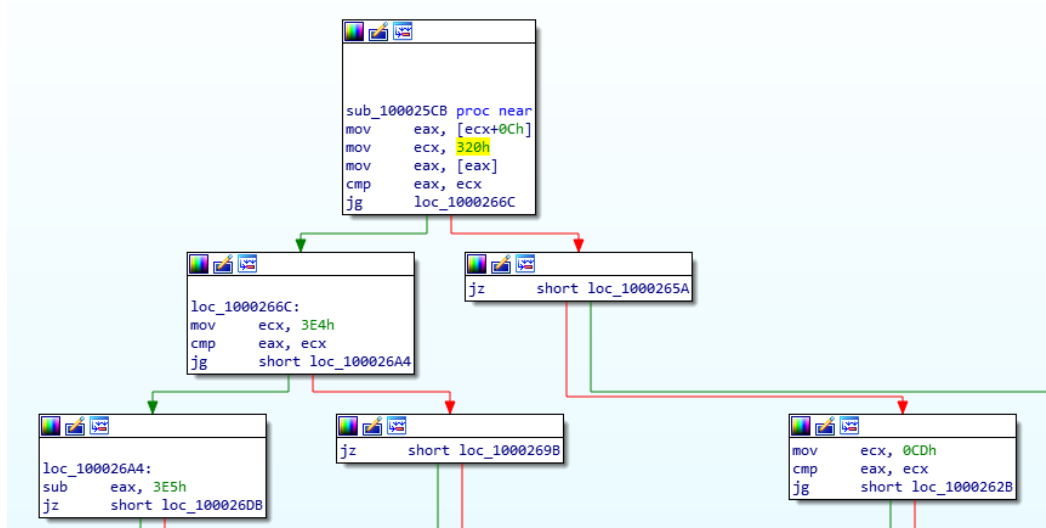 sub_100025CB proc near
mov eax, [ecx+0Ch]
mov ecx, 320h
mov eax, [eax]
cmp eax, ecx
jg loc_1000266C
loc_1000266C:
mov ecx, 3E4h
cmp eax, ecx
jg short loc_100026A4
jz short loc_1000265A
loc_100026A4:
sub eax, 3E5h
jz short loc_100026DB
jz short loc_1000269B
mov ecx, 0CDh
cmp eax, ecx
jg short loc_1000262B